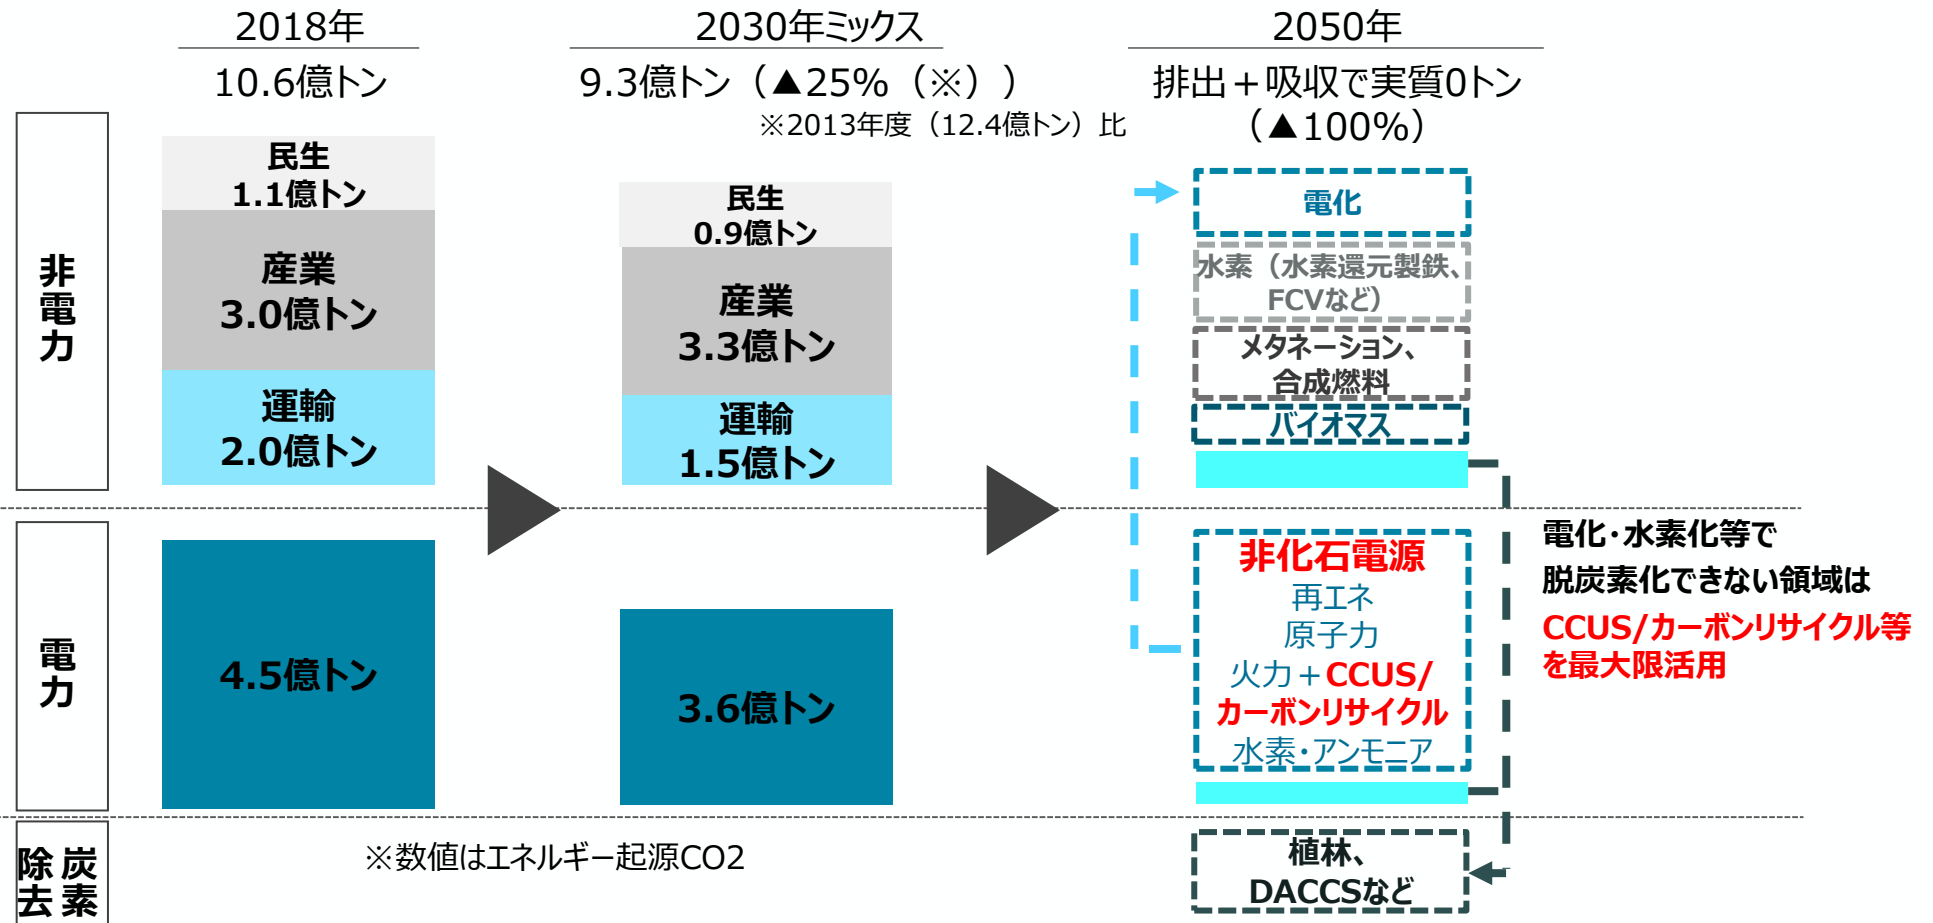 2018年
10.6億トン
2030年ミックス
9.3億トン（▲25%（※））
※2013年度（12.4億トン）比
2050年
排出＋吸収で実質0トン
（▲100%）
非電力
民生
1.1億トン
産業
3.0億トン
運輸
2.0億トン
民生
0.9億トン
産業
3.3億トン
運輸
1.5億トン
電化
水素（水素還元製鉄、
FCVなど）
メタネーション、
合成燃料
バイオマス
電力
4.5億トン
3.6億トン
非化石電源
再エネ
原子力
火力＋CCUS/
カーボンリサイクル
水素・アンモニア
電化・水素化等で
脱炭素化できない領域は
CCUS/カーボンリサイクル等
を最大限活用
炭素
除去
※数値はエネルギー起源CO2
植林、
DACCSなど